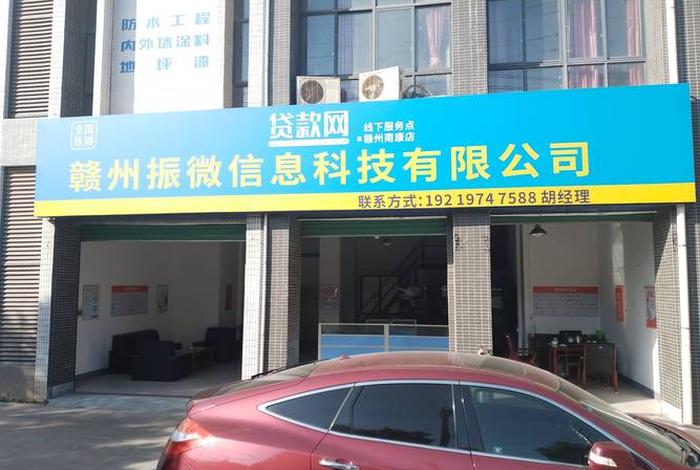 防水工程
内外墙涂料
地坪漆
全国
连锁
贷款网
线下服务点
赣州南康店
赣州振微信息科技有限公司
联系方式:192 1974 7588 胡经理